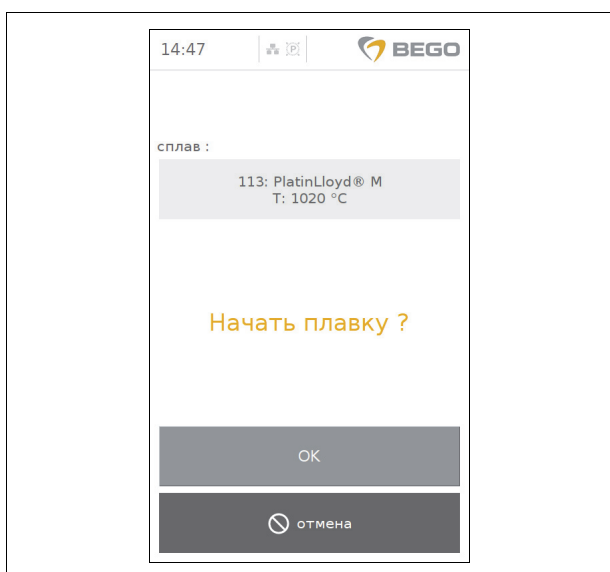 14:47
P
BEGO
сплав :
113: PlatinLloyd® M
T: 1020 °C
Начать плавку ?
OK
отмена